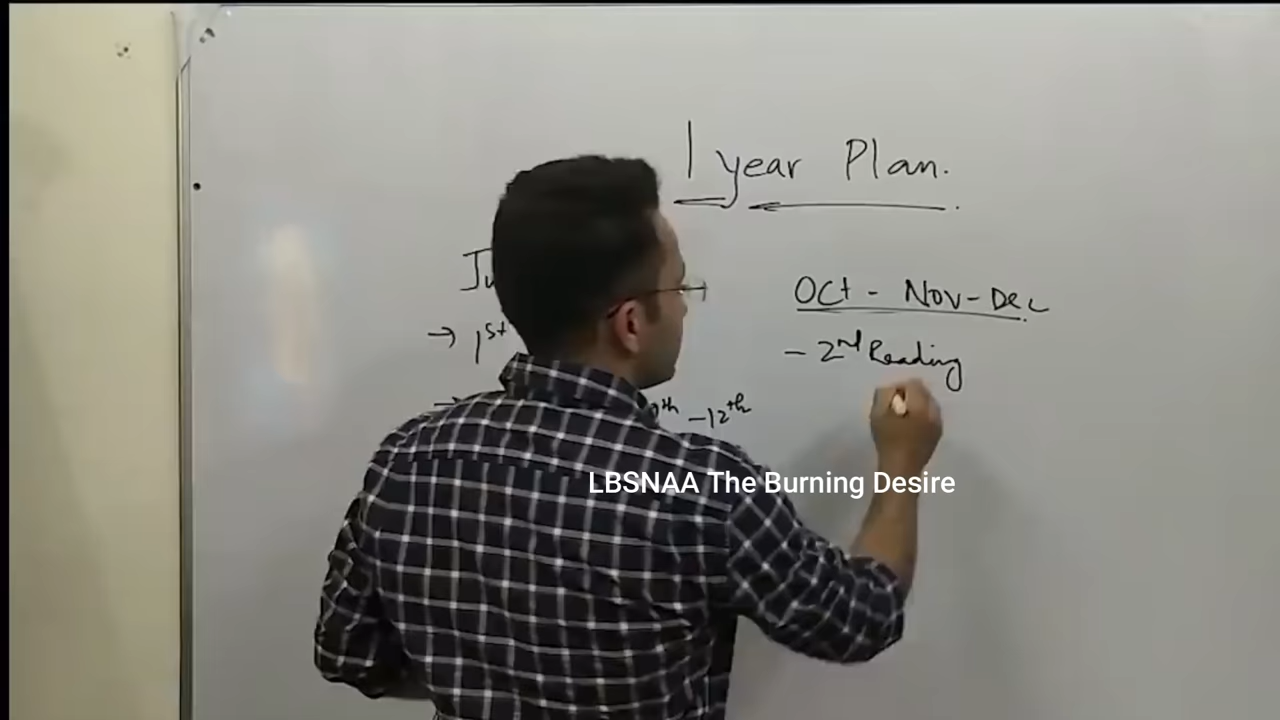 1 year Plan.
Oct - Nov - Dec
→ 1st
- 2nd Reading
- 12th
LBSNAA The Burning Desire